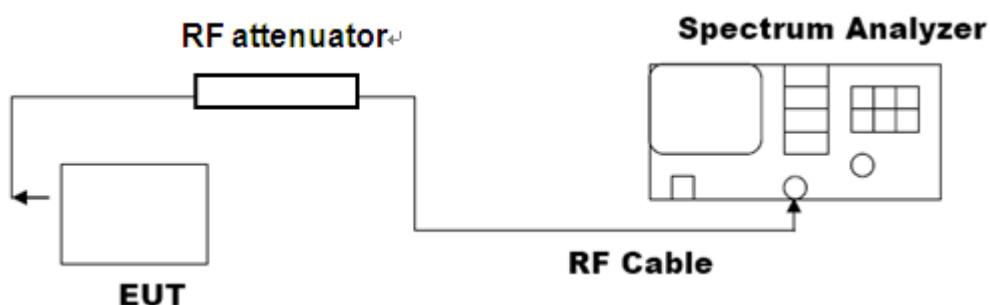 RF attenuator↵
Spectrum Analyzer
RF Cable
EUT